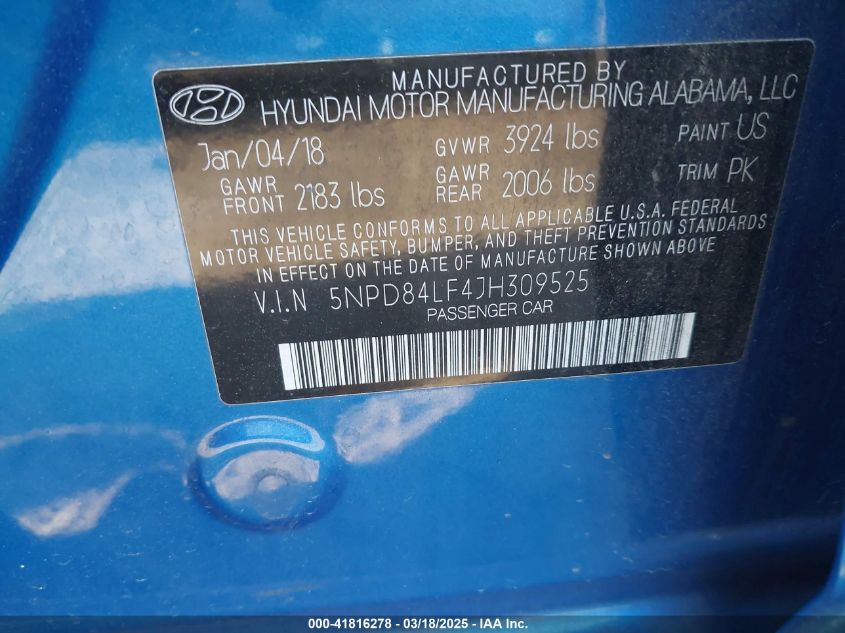 MANUFACTURED BY
HYUNDAI MOTOR MANUFACTURING ALABAMA, LLC
Jan/04/18 GVWR 3924 lbs PAINT US
GAWR FRONT 2183 lbs GAWR REAR 2006 lbs TRIM PK
THIS VEHICLE CONFORMS TO ALL APPLICABLE U.S.A. FEDERAL
MOTOR VEHICLE SAFETY, BUMPER, AND THEFT PREVENTION STANDARDS
IN EFFECT ON THE DATE OF MANUFACTURE SHOWN ABOVE
V.I.N 5NPD84LF4JH309525
PASSENGER CAR
000-41816278 - 03/18/2025 - IAA Inc.